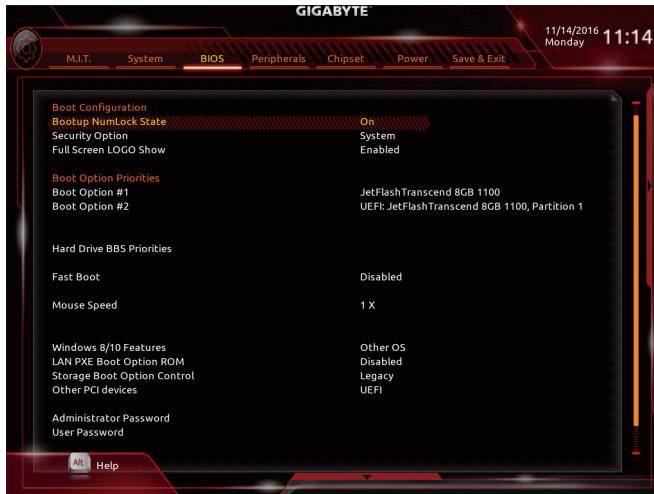 GIGABYTE
11/14/2016 Monday 11:14
M.I.T. System BIOS Peripherals Chipset Power Save & Exit
Boot Configuration
Bootup NumLock State On
Security Option System
Full Screen LOGO Show Enabled
Boot Option Priorities
Boot Option #1 JetFlashTranscend 8GB 1100
Boot Option #2 UEFI: JetFlashTranscend 8GB 1100, Partition 1
Hard Drive BBS Priorities
Fast Boot Disabled
Mouse Speed 1 X
Windows 8/10 Features Other OS
LAN PXE Boot Option ROM Disabled
Storage Boot Option Control Legacy
Other PCI devices UEFI
Administrator Password
User Password
Alt Help